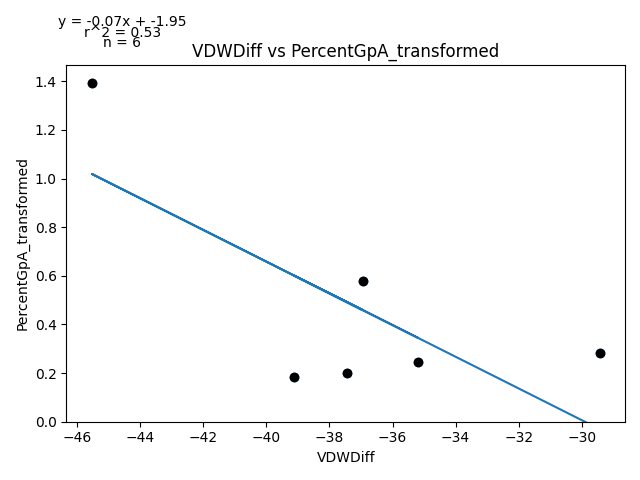 y = -0.07x + -1.95
r^2 = 0.53
n = 6
VDWDiff vs PercentGpA_transformed
1.4
1.2
1.0
0.8
0.6
0.4
0.2
0.0
PercentGpA_transformed
−46 −44 −42 −40 −38 −36 −34 −32 −30
VDWDiff